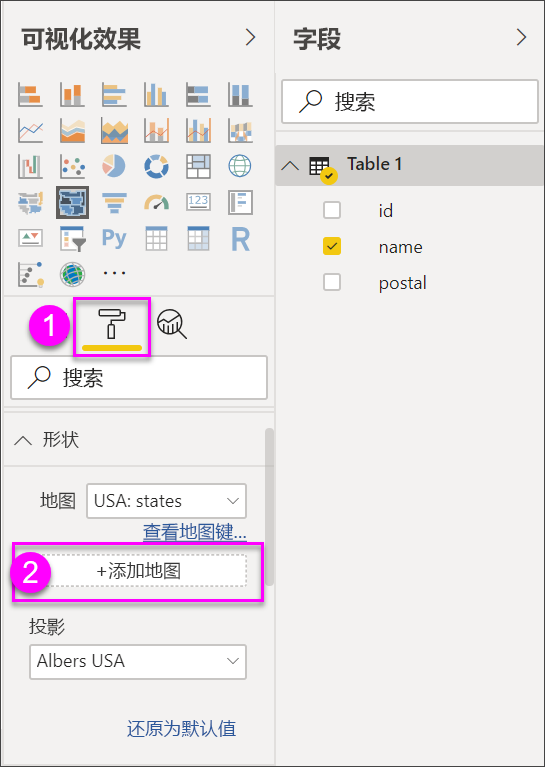 可视化效果
字段
搜索
Table 1
id
name
postal
123
Py
R
1
搜索
形状
地图 USA: states
查看地图键...
2 +添加地图
投影
Albers USA
还原为默认值